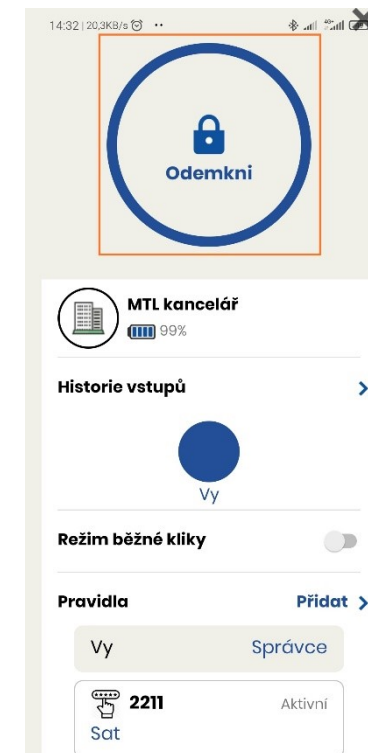 14:32 | 20,3KB/s
Odemkni
MTL kancelář
99%
Historie vstupů
Vy
Režim běžné kliky
Pravidla Přidat
Vy Správce
2211 Aktivní
Sat